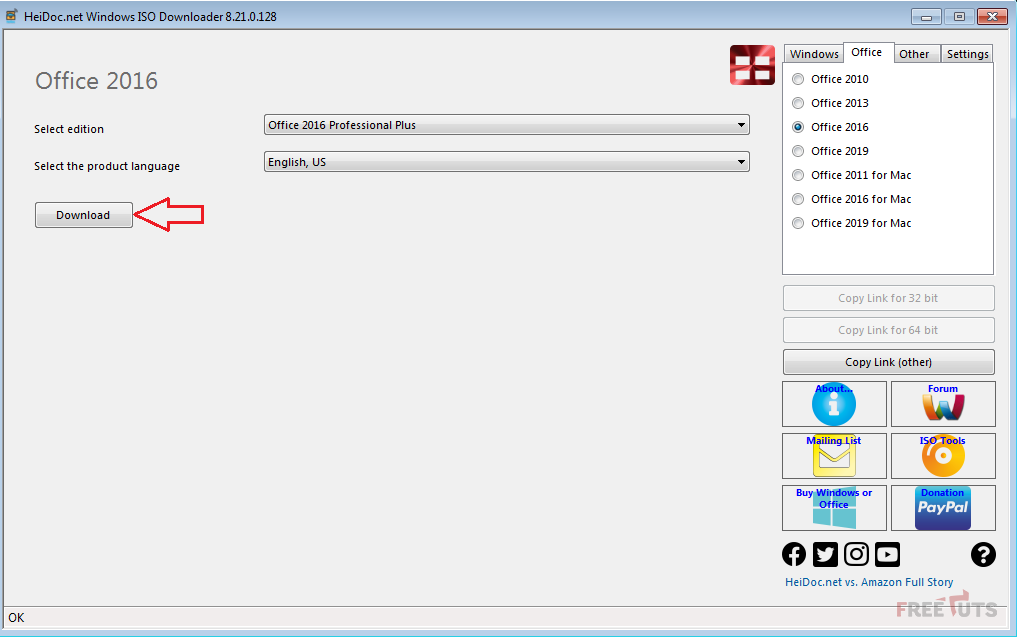 HeiDoc.net Windows ISO Downloader 8.21.0.128
Windows Office Other Settings
Office 2016
Select edition
Office 2016 Professional Plus
Select the product language
English, US
Download
Office 2010
Office 2013
Office 2016
Office 2019
Office 2011 for Mac
Office 2016 for Mac
Office 2019 for Mac
Copy Link for 32 bit
Copy Link for 64 bit
Copy Link (other)
About...
Forum
Mailing List
ISO Tools
Buy Windows or
Office
Donation
PayPal
HeiDoc.net vs. Amazon Full Story
FREETUTS
OK